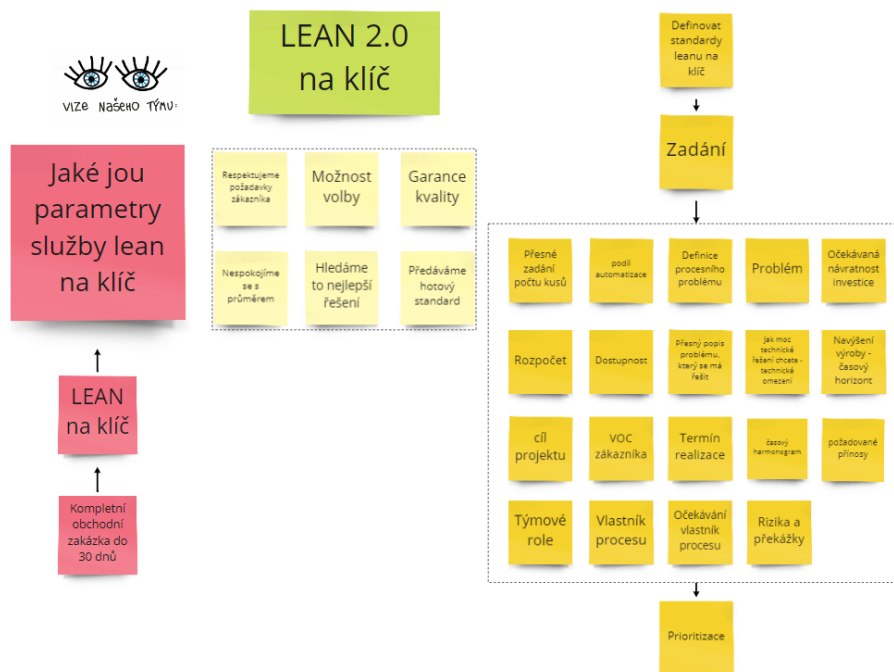 LEAN 2.0
na klíč
VIZE NAŠEHO TÝMU:
Jaké jou
parametry
služby lean
na klíč
LEAN
na klíč
Kompletní
obchodní
zakázka do
30 dnů
Respektujeme
požadavky
zákazníka
Možnost
volby
Garance
kvality
Nespokojíme
se s
průměrem
Hledáme
to nejlepší
řešení
Předáváme
hotový
standard
Definovat
standardy
leanu na
klíč
Zadání
Přesné
zadání
počtu kusů
podíl
automatizace
Definice
procesního
problému
Problém
Očekávaná
návratnost
investice
Rozpočet
Dostupnost
Přesný popis
problému,
který se má
řešit
Jak moc
technické
řešení chcete -
technické
omezení
Navýšení
výroby -
časový
horizont
cíl
projektu
VOC
zákazníka
Termín
realizace
časový
harmonogram
požadované
přínosy
Týmové
role
Vlastník
procesu
Očekávání
vlastník
procesu
Rizika a
překážky
Prioritizace